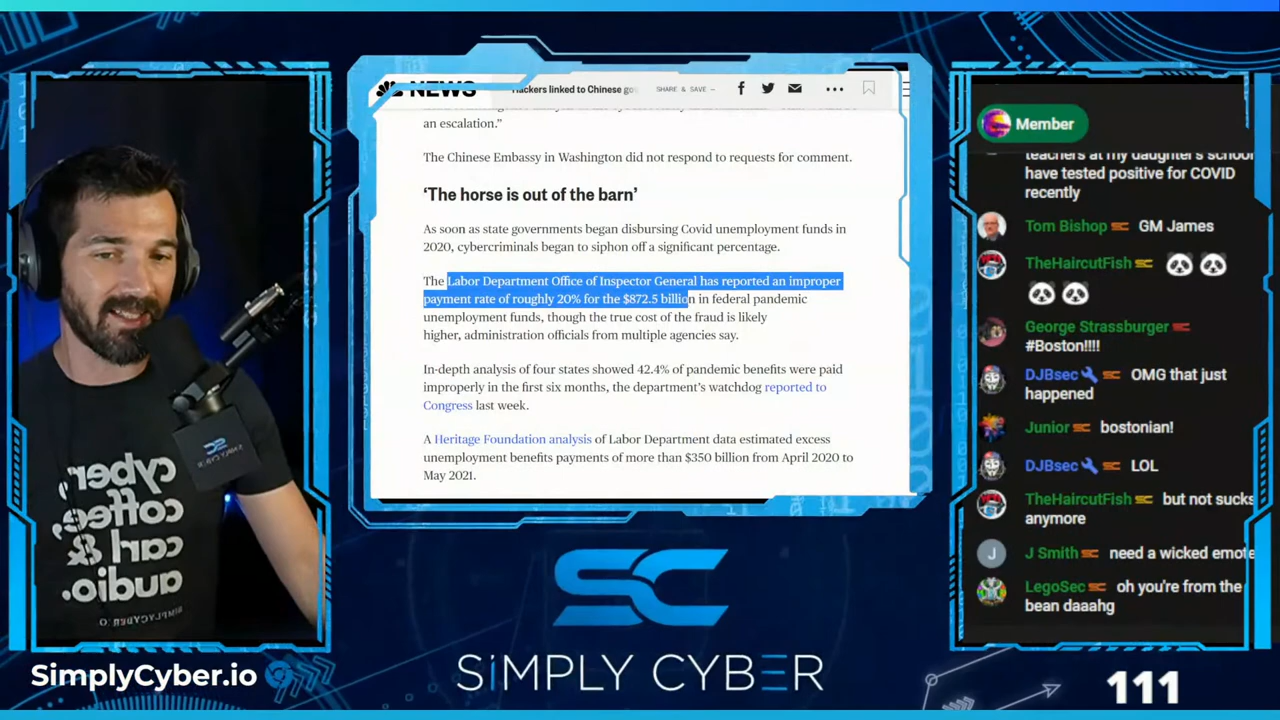 NEWS
Hackers linked to Chinese go
SHARE & SAVE —
an escalation.”
The Chinese Embassy in Washington did not respond to requests for comment.
‘The horse is out of the barn’
As soon as state governments began disbursing Covid unemployment funds in
2020, cybercriminals began to siphon off a significant percentage.
The Labor Department Office of Inspector General has reported an improper
payment rate of roughly 20% for the $872.5 billion in federal pandemic
unemployment funds, though the true cost of the fraud is likely
higher, administration officials from multiple agencies say.
In-depth analysis of four states showed 42.4% of pandemic benefits were paid
improperly in the first six months, the department’s watchdog reported to
Congress last week.
A Heritage Foundation analysis of Labor Department data estimated excess
unemployment benefits payments of more than $350 billion from April 2020 to
May 2021.
Member
teachers at my daughter's school
have tested positive for COVID
recently
Tom Bishop GM James
TheHaircutFish
George Strassburger
#Boston!!!!
DJBsec OMG that just
happened
Junior bostonian!
DJBsec LOL
TheHaircutFish but not sucks
anymore
J
J Smith need a wicked emote
LegoSec oh you're from the
bean daaahg
cyber,
coffee,
carl &
audio.
SIMPLY CYBER
SC
SIMPLY CYBER
SimplyCyber.io
111